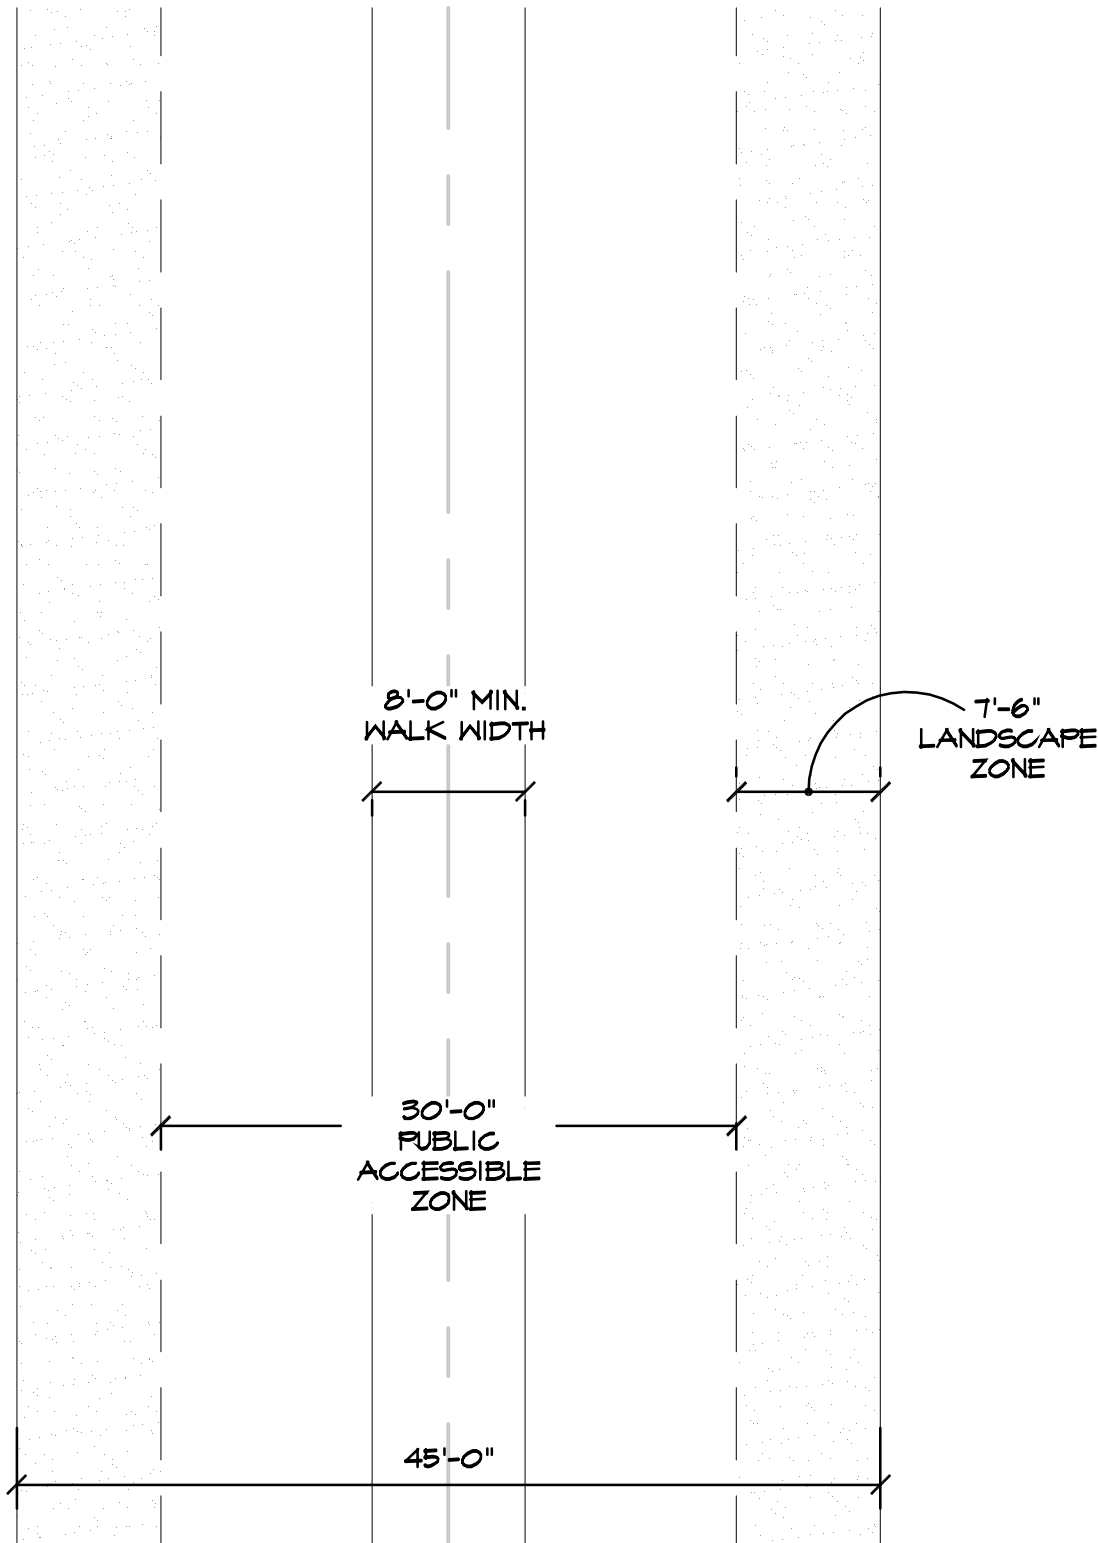 8'-0" MIN.
WALK WIDTH
7'-6"
LANDSCAPE
ZONE
30'-0"
PUBLIC
ACCESSIBLE
ZONE
45'-0"